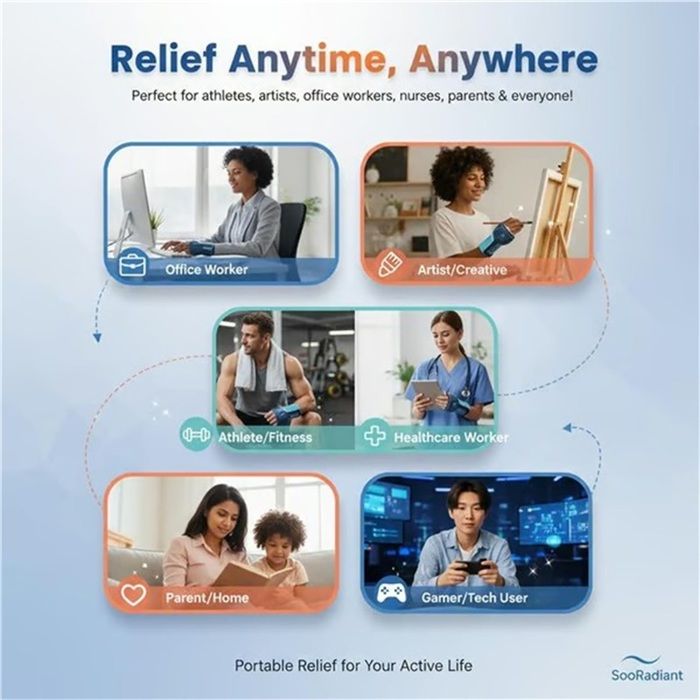 Relief Anytime, Anywhere
Perfect for athletes, artists, office workers, nurses, parents & everyone!
Office Worker
Artist/Creative
Athlete/Fitness
Healthcare Worker
Parent/Home
Gamer/Tech User
Portable Relief for Your Active Life
SooRadiant